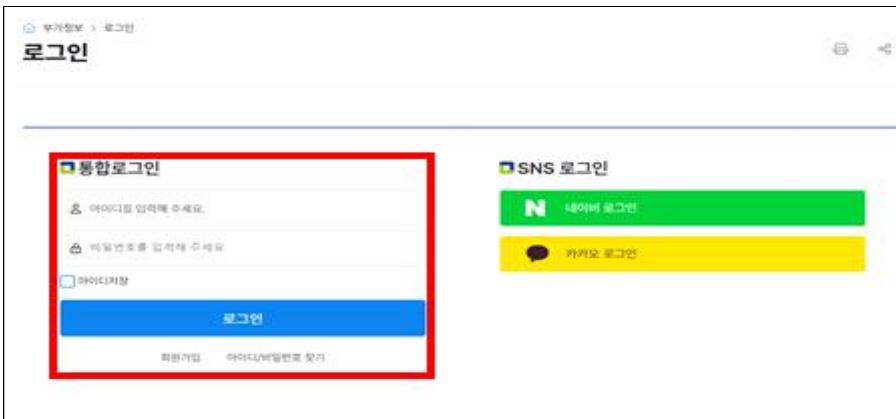 부가정보 > 로그인
로그인
통합로그인
아이디를 입력해 주세요.
비밀번호를 입력해 주세요
아이디저장
로그인
회원가입 아이디/비밀번호 찾기
SNS 로그인
N 네이버 로그인
카카오 로그인